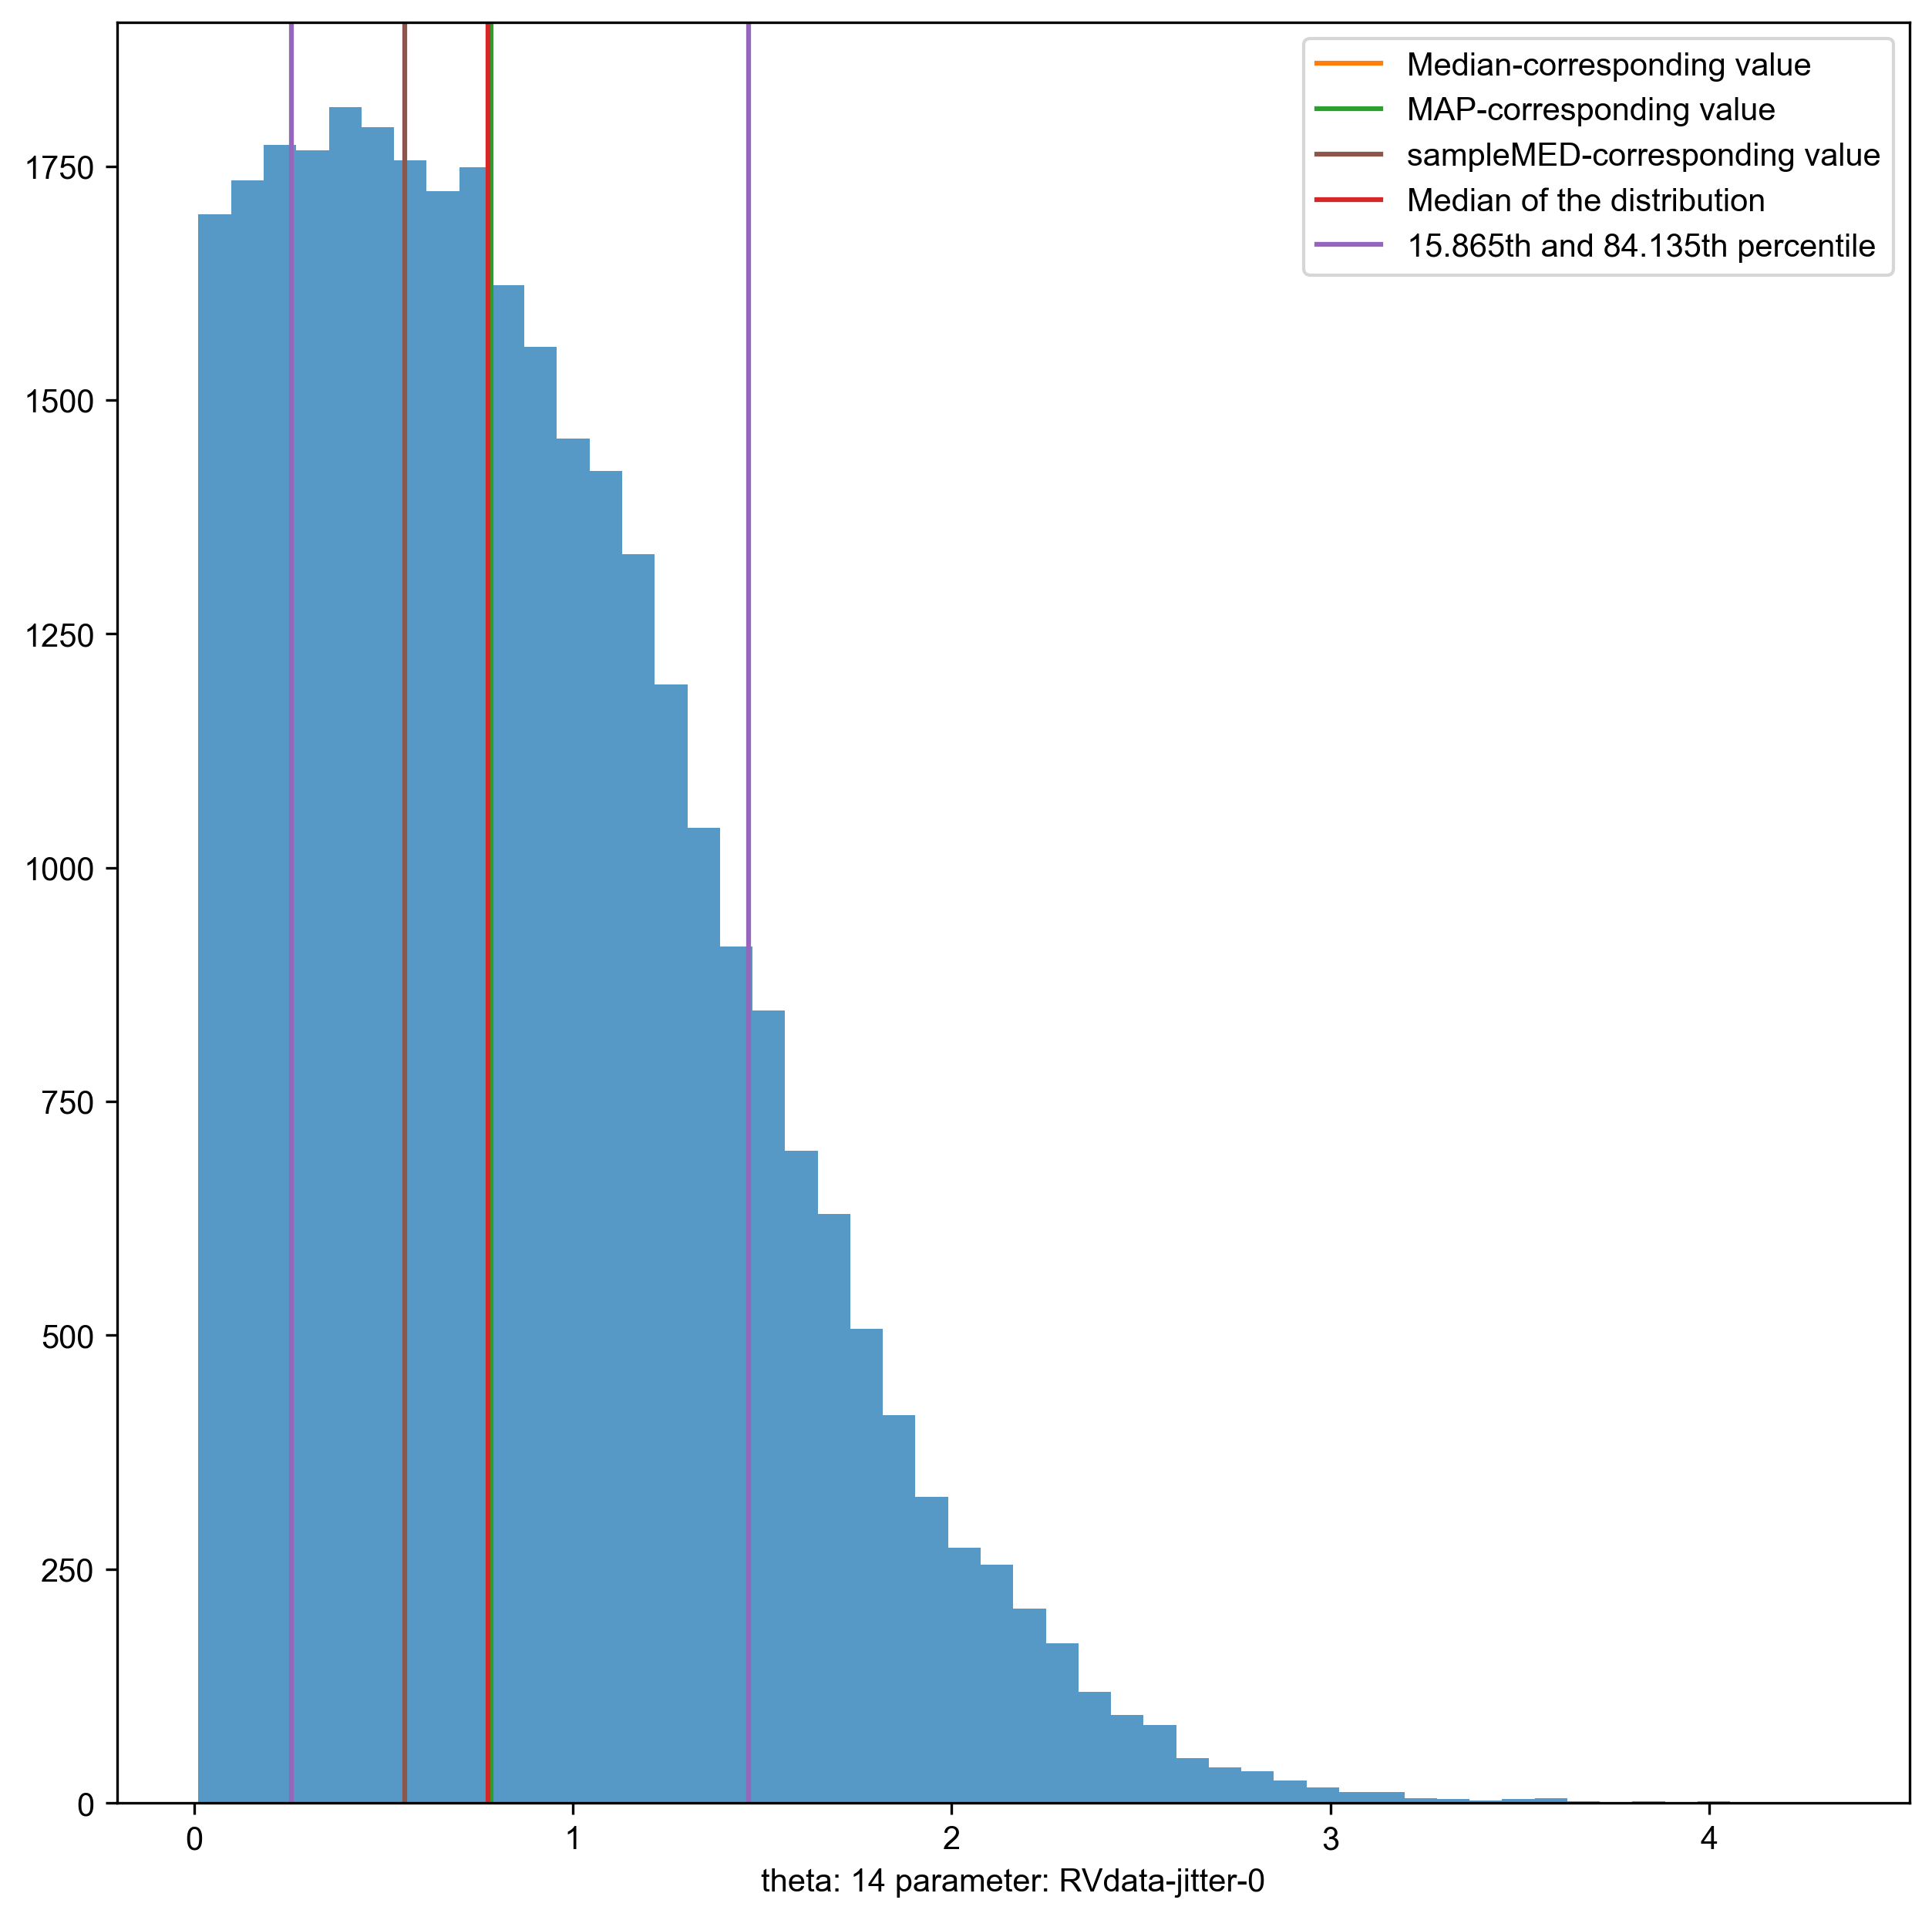 Median-corresponding value
MAP-corresponding value
sampleMED-corresponding value
Median of the distribution
15.865th and 84.135th percentile
1750
1500
1250
1000
750
500
250
0
0 1 2 3 4
theta: 14 parameter: RVdata-jitter-0